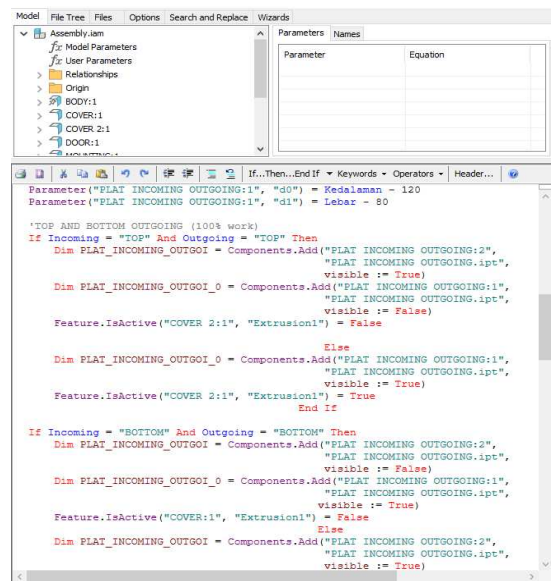 Model File Tree Files Options Search and Replace Wizards
Assembly.iam
fx Model Parameters
fx User Parameters
Relationships
Origin
BODY:1
COVER:1
COVER 2:1
DOOR:1
Parameters Names
Parameter Equation
If...Then...End If Keywords Operators Header...
Parameter("PLAT INCOMING OUTGOING:1", "d0") = Kedalaman - 120
Parameter("PLAT INCOMING OUTGOING:1", "d1") = Lebar - 80
'TOP AND BOTTOM OUTGOING (100% work)
If Incoming = "TOP" And Outgoing = "TOP" Then
Dim PLAT_INCOMING_OUTGOI = Components.Add("PLAT INCOMING OUTGOING:2",
"PLAT INCOMING OUTGOING.ipt",
visible := True)
Dim PLAT_INCOMING_OUTGOI_0 = Components.Add("PLAT INCOMING OUTGOING:1",
"PLAT INCOMING OUTGOING.ipt",
visible := False)
Feature.IsActive("COVER 2:1", "Extrusion1") = False
Else
Dim PLAT_INCOMING_OUTGOI_0 = Components.Add("PLAT INCOMING OUTGOING:1",
"PLAT INCOMING OUTGOING.ipt",
visible := True)
Feature.IsActive("COVER 2:1", "Extrusion1") = True
End If
If Incoming = "BOTTOM" And Outgoing = "BOTTOM" Then
Dim PLAT_INCOMING_OUTGOI = Components.Add("PLAT INCOMING OUTGOING:2",
"PLAT INCOMING OUTGOING.ipt",
visible := False)
Dim PLAT_INCOMING_OUTGOI_0 = Components.Add("PLAT INCOMING OUTGOING:1",
"PLAT INCOMING OUTGOING.ipt",
visible := True)
Feature.IsActive("COVER:1", "Extrusion1") = False
Else
Dim PLAT_INCOMING_OUTGOI = Components.Add("PLAT INCOMING OUTGOING:2",
"PLAT INCOMING OUTGOING.ipt",
visible := True)